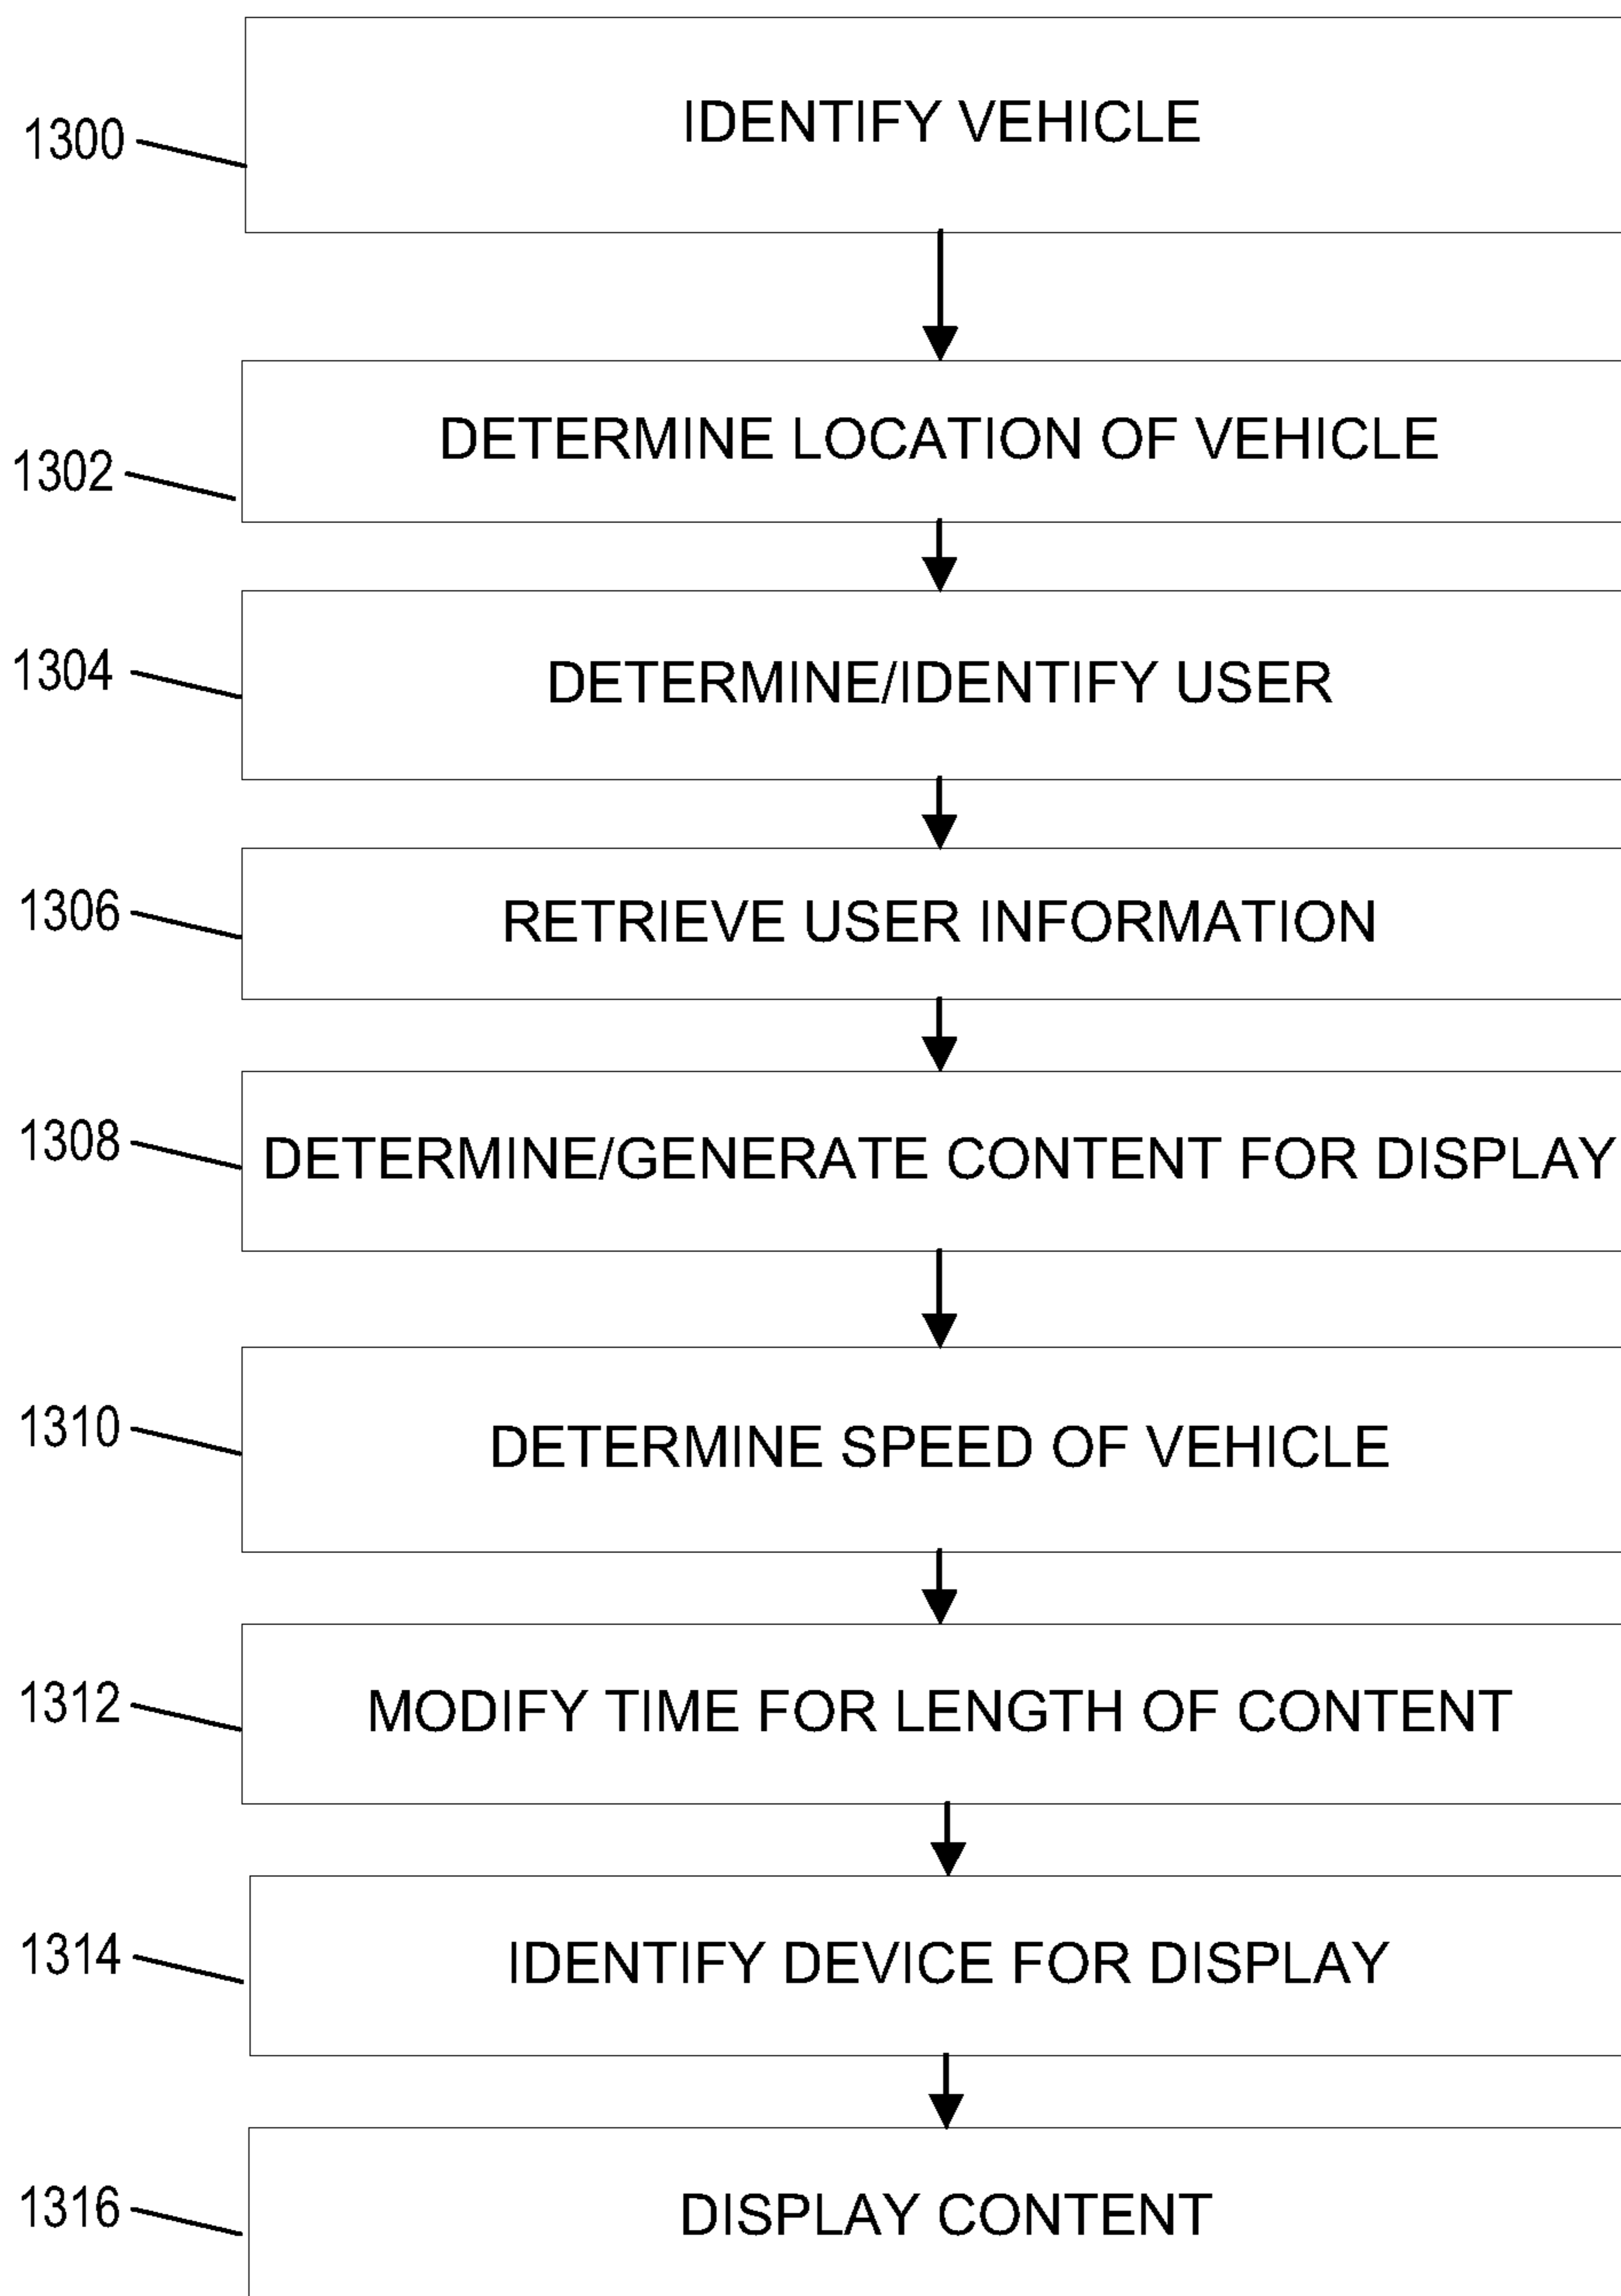 1300
IDENTIFY VEHICLE
1302
DETERMINE LOCATION OF VEHICLE
1304
DETERMINE/IDENTIFY USER
1306
RETRIEVE USER INFORMATION
1308
DETERMINE/GENERATE CONTENT FOR DISPLAY
1310
DETERMINE SPEED OF VEHICLE
1312
MODIFY TIME FOR LENGTH OF CONTENT
1314
IDENTIFY DEVICE FOR DISPLAY
1316
DISPLAY CONTENT